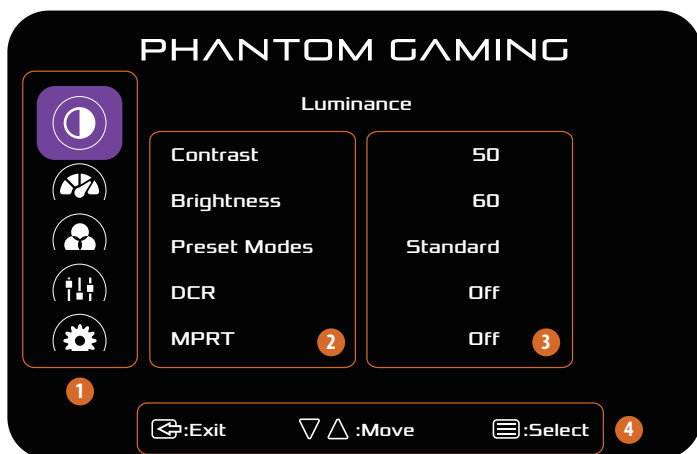 PHANTOM GAMING
Luminance
Contrast 50
Brightness 60
Preset Modes Standard
DCR Off
MPRT Off
2 3
1
:Exit :Move :Select 4